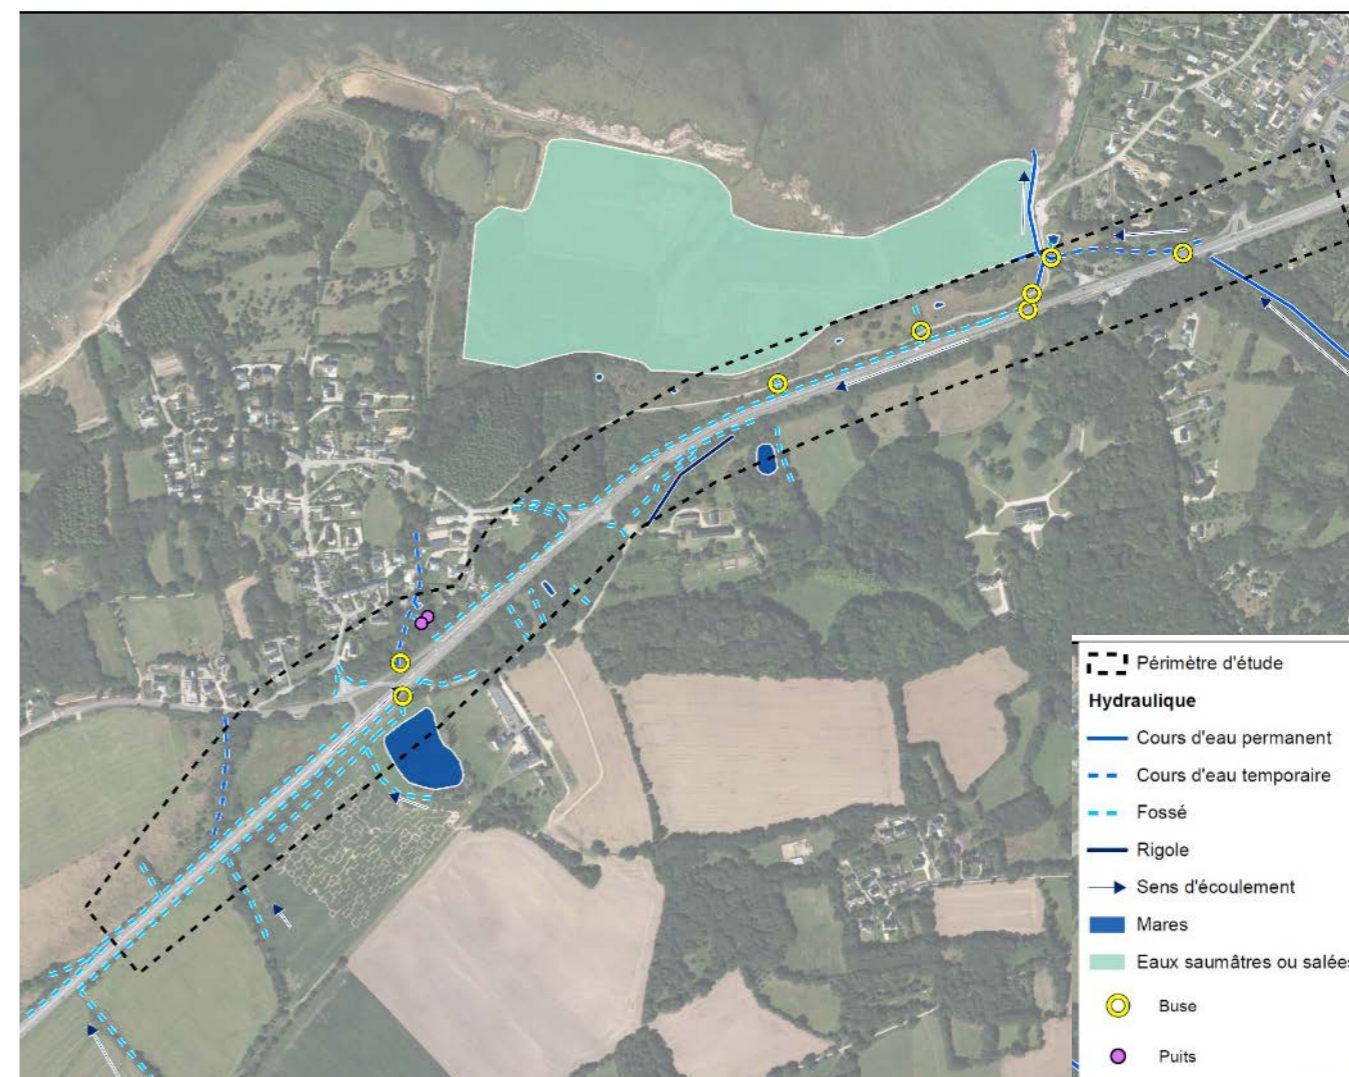 Périmètre d'étude
Hydraulique
Cours d'eau permanent
Cours d'eau temporaire
Fossé
Rigole
Sens d'écoulement
Mares
Eaux saumâtres ou salées
Buse
Puits